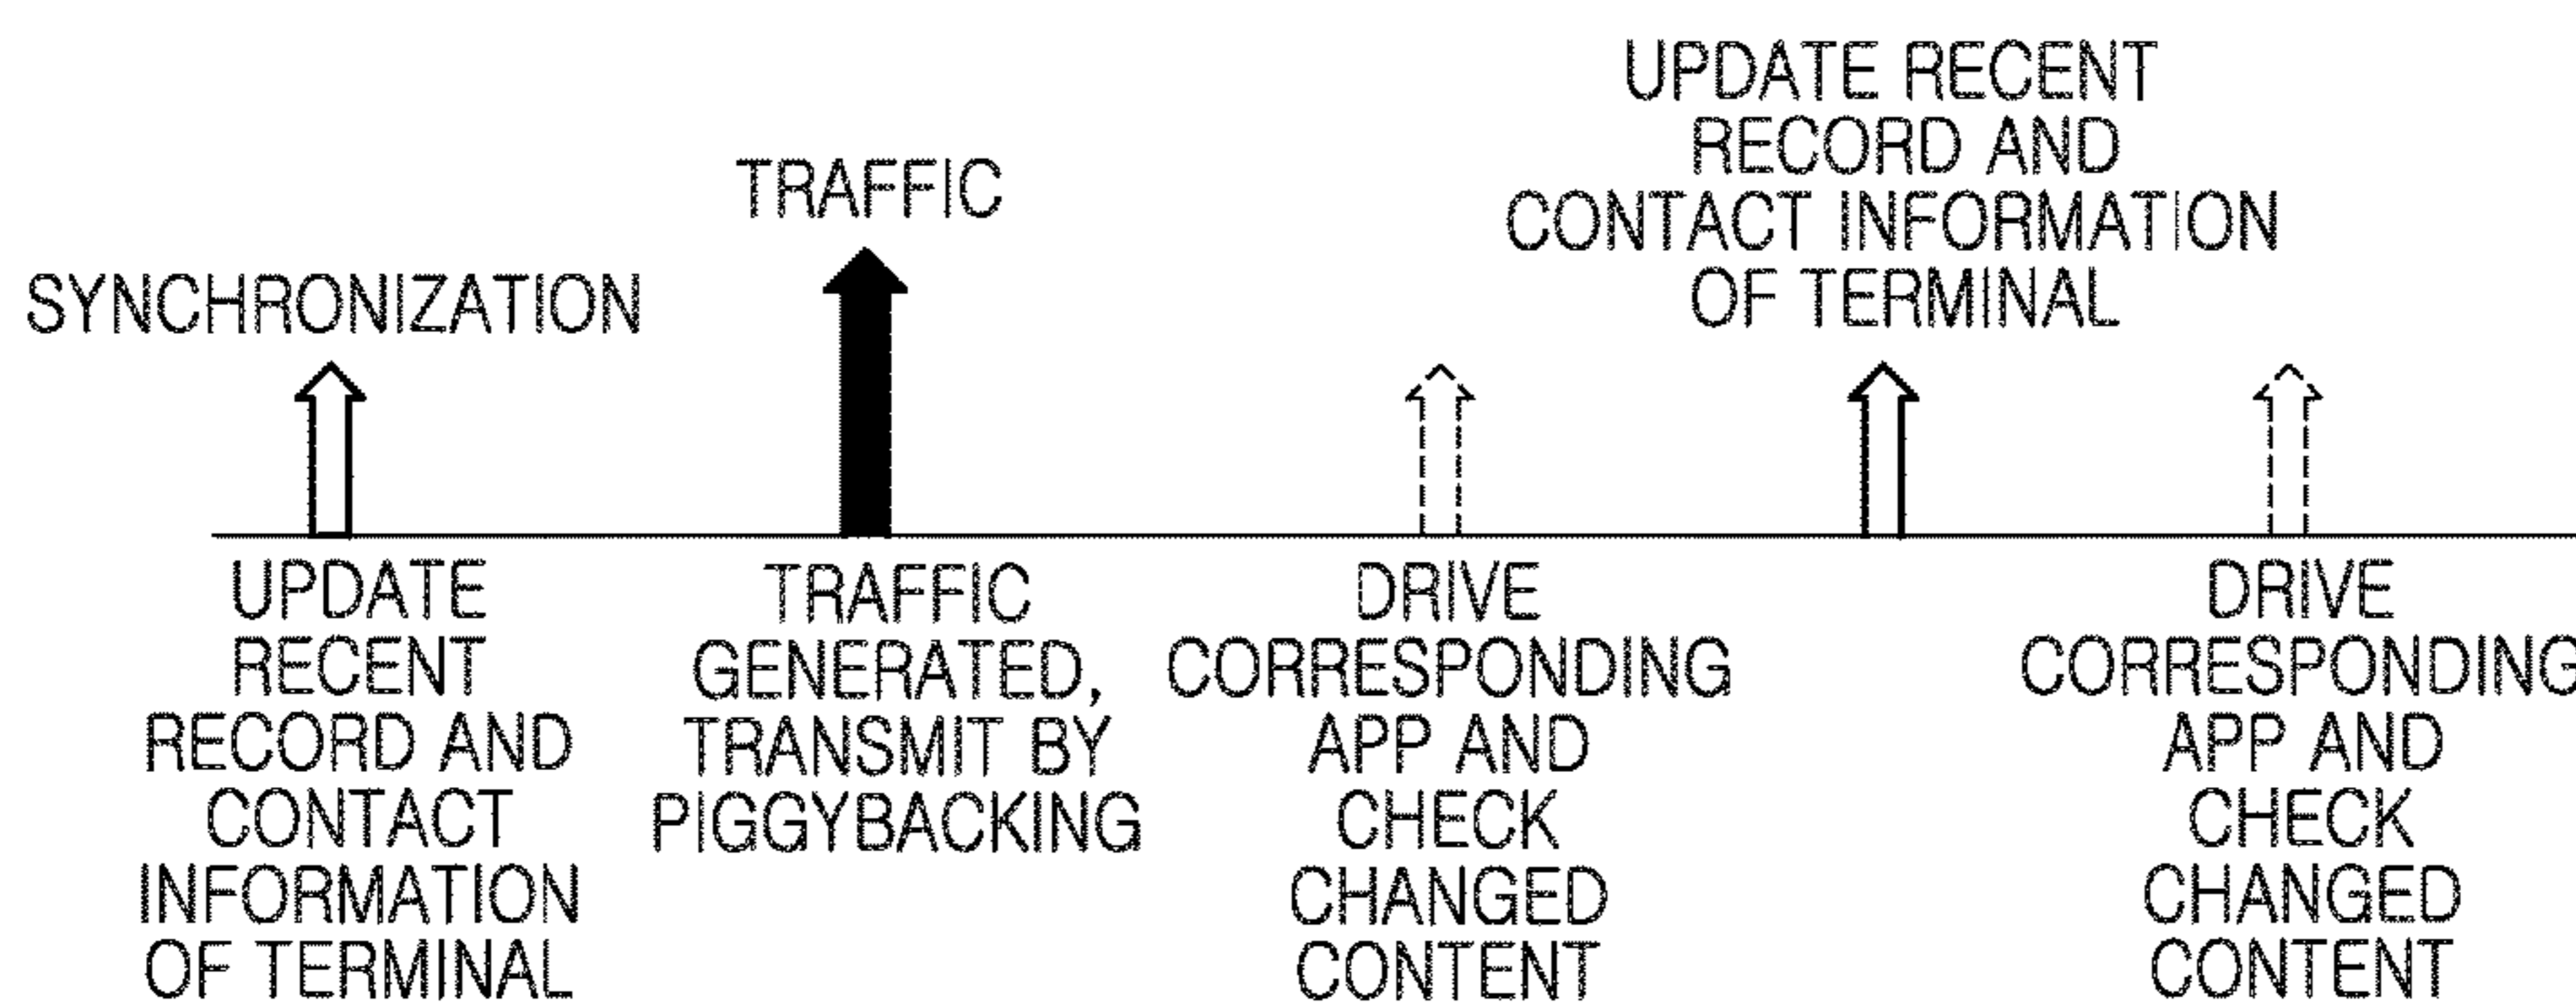 SYNCHRONIZATION
TRAFFIC
UPDATE RECENT
RECORD AND
CONTACT INFORMATION
OF TERMINAL
UPDATE
RECENT
RECORD AND
CONTACT
INFORMATION
OF TERMINAL
TRAFFIC
GENERATED,
TRANSMIT BY
PIGGYBACKING
DRIVE
CORRESPONDING
APP AND
CHECK
CHANGED
CONTENT
DRIVE
CORRESPONDING
APP AND
CHECK
CHANGED
CONTENT